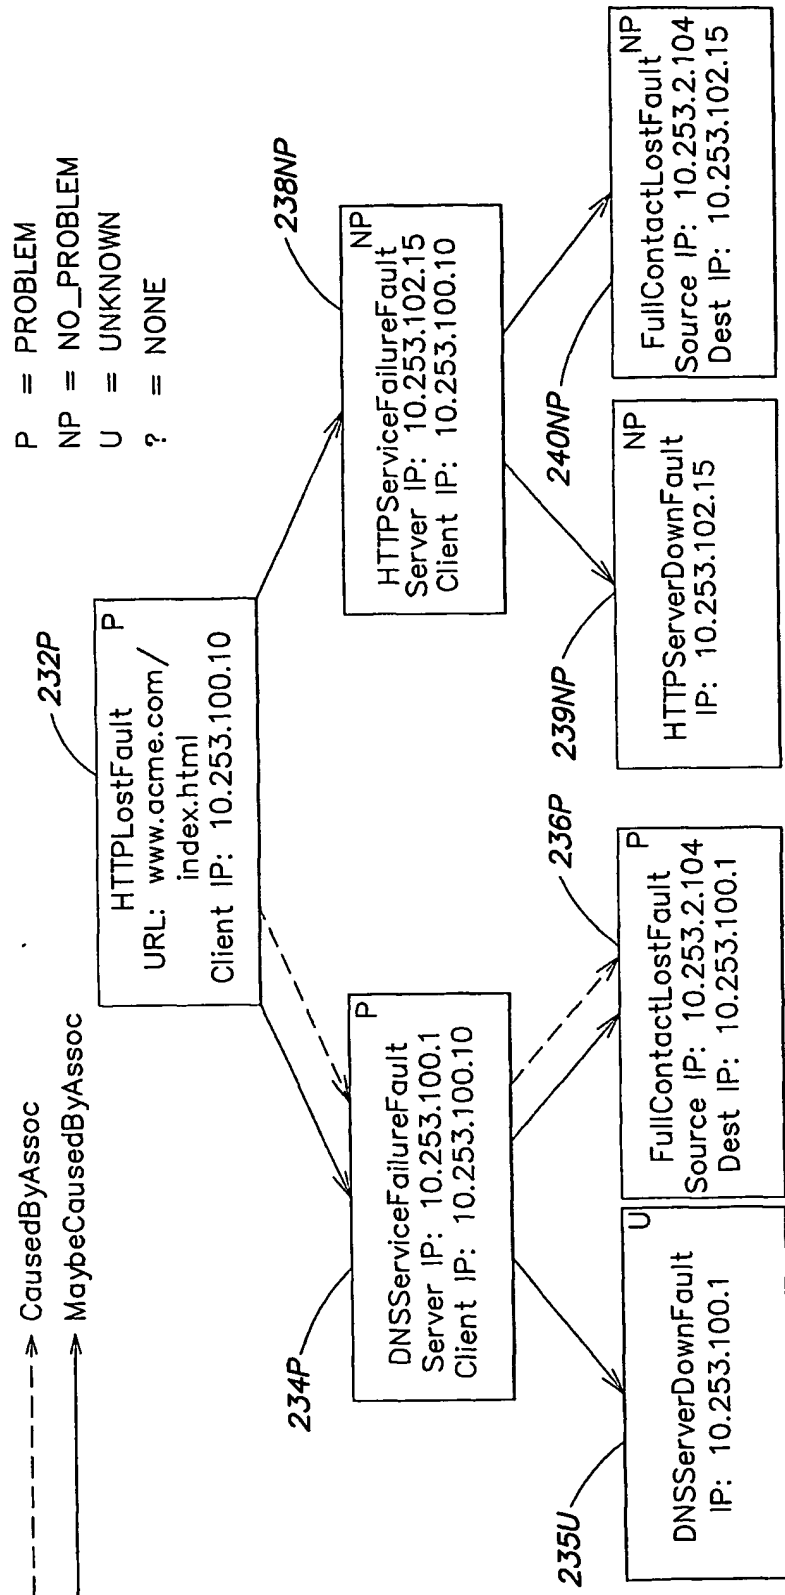 CausedByAssoc
MaybeCausedByAssoc
P = PROBLEM
NP = NO_PROBLEM
U = UNKNOWN
? = NONE
232P
HTTPLostFault
URL: www.acme.com/
index.html
Client IP: 10.253.100.10
P
234P
DNSServiceFailureFault
Server IP: 10.253.100.1
Client IP: 10.253.100.10
P
238NP
HTTPServiceFailureFault
Server IP: 10.253.102.15
Client IP: 10.253.100.10
NP
235U
DNSServerDownFault
IP: 10.253.100.1
U
236P
FullContactLostFault
Source IP: 10.253.2.104
Dest IP: 10.253.100.1
P
239NP
HTTPServerDownFault
IP: 10.253.102.15
NP
240NP
FullContactLostFault
Source IP: 10.253.2.104
Dest IP: 10.253.102.15
NP